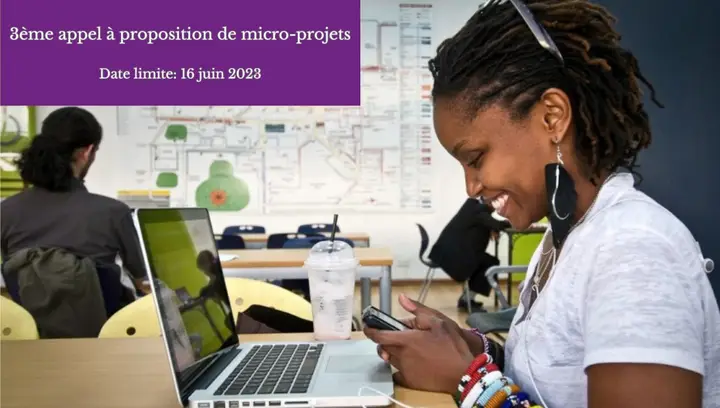 3ème appel à proposition de micro-projets
Date limite: 16 juin 2023